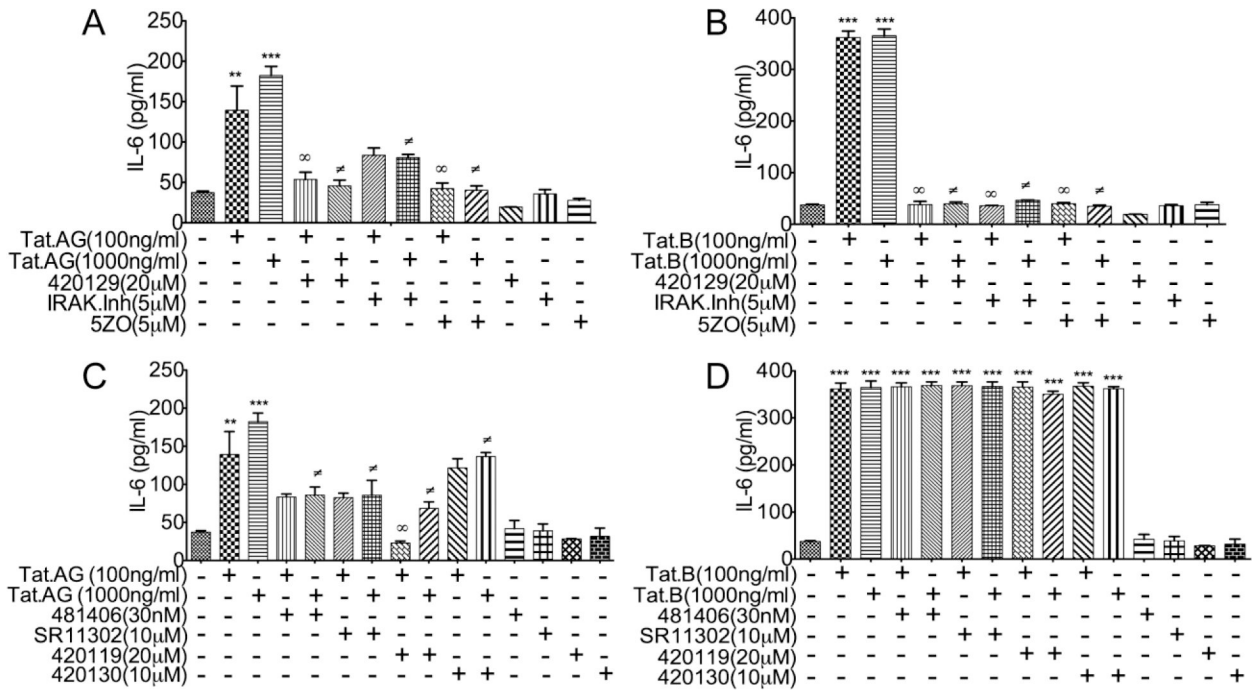 A
IL-6 (pg/ml)
250
200
150
100
50
0
** *** ∞ ≠ ≠ ∞ ≠
Tat.AG(100ng/ml) - + - + - + - + - - - -
Tat.AG(1000ng/ml) - - + - + - + - + - - -
420129(20μM) - - - + + - - - - + - -
IRAK.Inh(5μM) - - - - - + + - - - + -
5ZO(5μM) - - - - - - - + + - - +
B
IL-6 (pg/ml)
400
300
200
100
0
*** *** ∞ ≠ ∞ ≠ ∞ ≠
Tat.B(100ng/ml) - + - + - + - + - - - -
Tat.B(1000ng/ml) - - + - + - + - + - - -
420129(20μM) - - - + + - - - - + - -
IRAK.Inh(5μM) - - - - - + + - - - + -
5ZO(5μM) - - - - - - - + + - - +
C
IL-6 (pg/ml)
250
200
150
100
50
0
** *** ≠ ≠ ∞ ≠ ≠
Tat.AG (100ng/ml) - + - + - + - + - + - - - - -
Tat.AG (1000ng/ml) - - + - + - + - + - + - - - -
481406(30nM) - - - + + - - - - - - + - - -
SR11302(10μM) - - - - - + + - - - - - + - -
420119(20μM) - - - - - - - + + - - - - + -
420130(10μM) - - - - - - - - - + + - - - +
D
IL-6 (pg/ml)
400
300
200
100
0
*** *** *** *** *** *** *** *** *** ***
Tat.B(100ng/ml) - + - + - + - + - + - - - - -
Tat.B(1000ng/ml) - - + - + - + - + - + - - - -
481406(30nM) - - - + + - - - - - - + - - -
SR11302(10μM) - - - - - + + - - - - - + - -
420119(20μM) - - - - - - - + + - - - - + -
420130(10μM) - - - - - - - - - + + - - - +